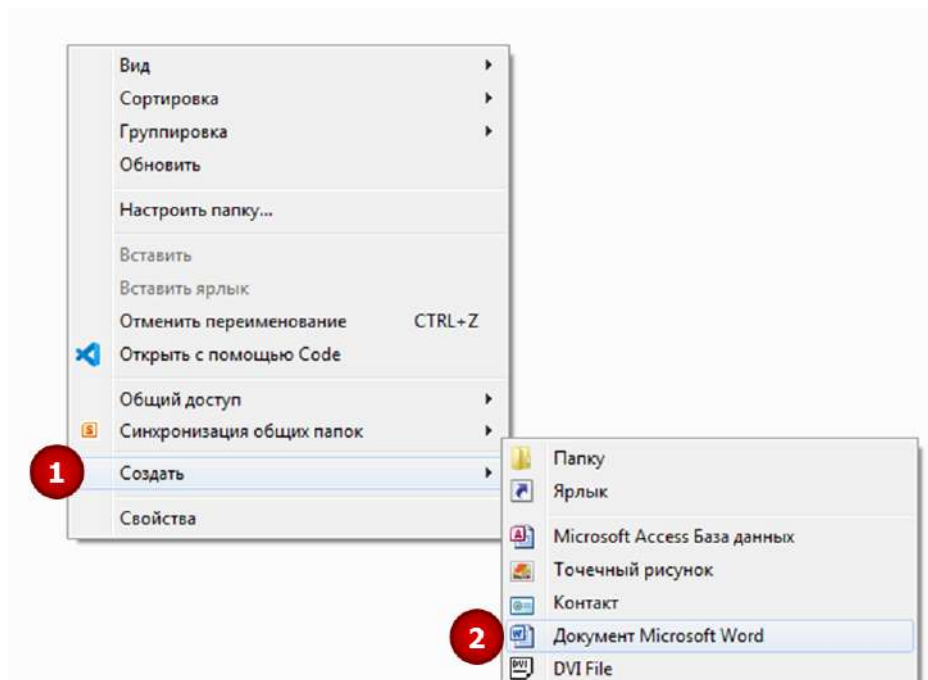 Вид
Сортировка
Группировка
Обновить
Настроить папку...
Вставить
Вставить ярлык
Отменить переименование CTRL+Z
Открыть с помощью Code
Общий доступ
S Синхронизация общих папок
1 Создать
Свойства
Папку
Ярлык
Microsoft Access База данных
Точечный рисунок
Контакт
2 Документ Microsoft Word
DVI DVI File